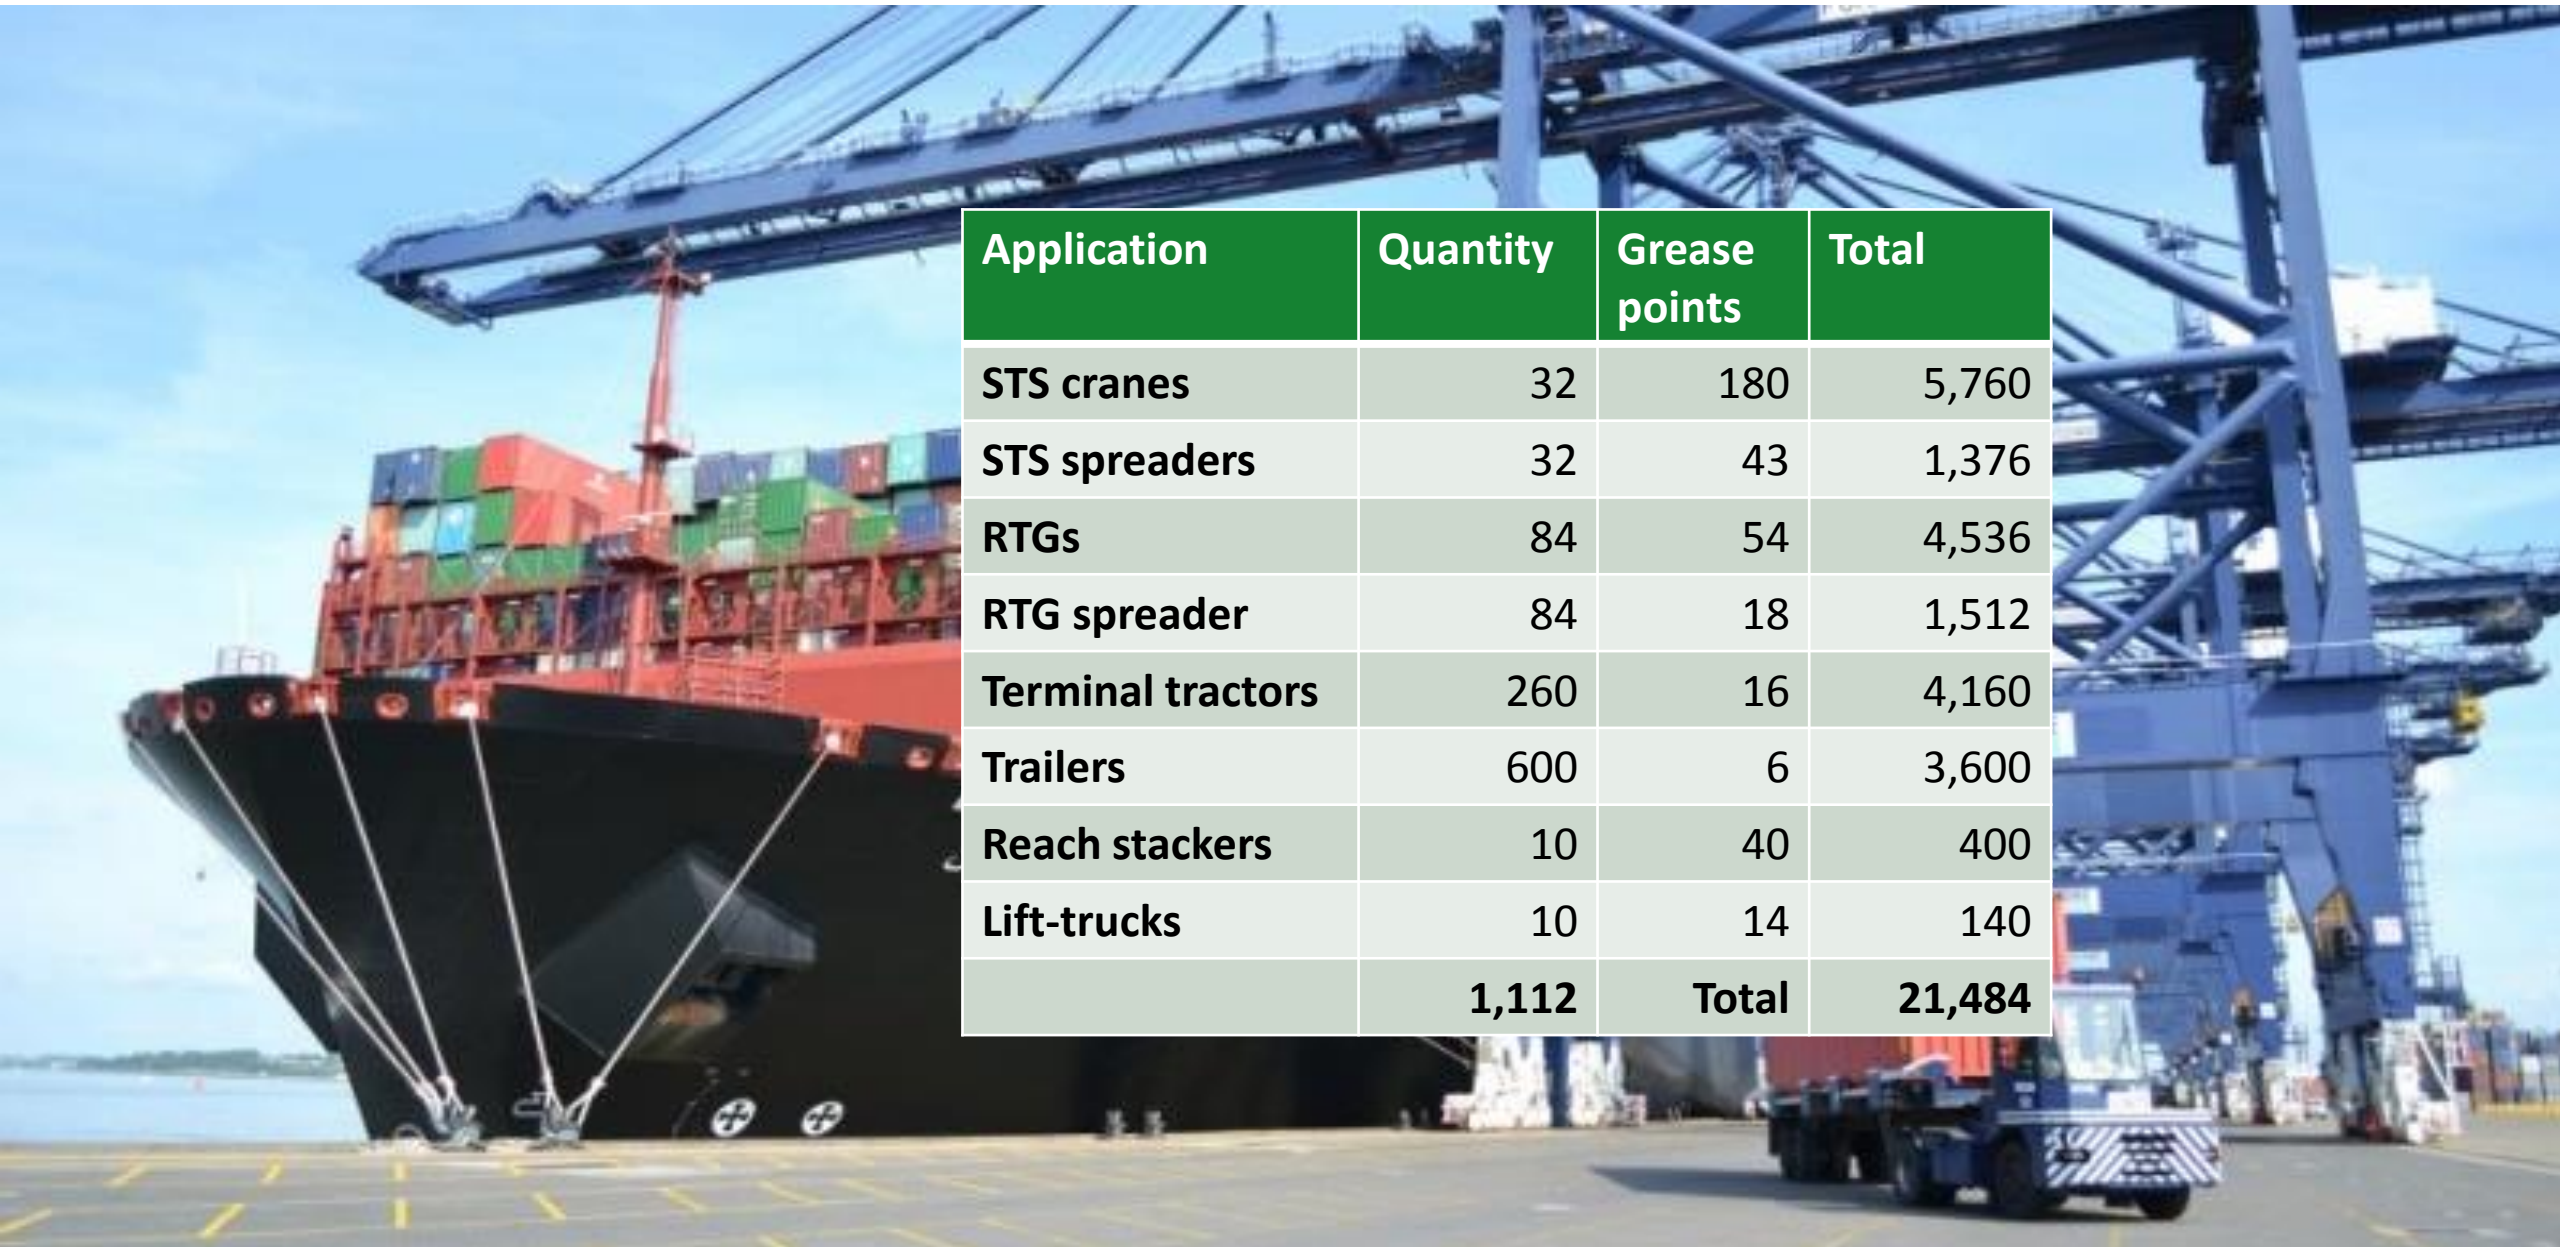 Application Quantity Grease points Total
STS cranes 32 180 5,760
STS spreaders 32 43 1,376
RTGs 84 54 4,536
RTG spreader 84 18 1,512
Terminal tractors 260 16 4,160
Trailers 600 6 3,600
Reach stackers 10 40 400
Lift-trucks 10 14 140
1,112 Total 21,484